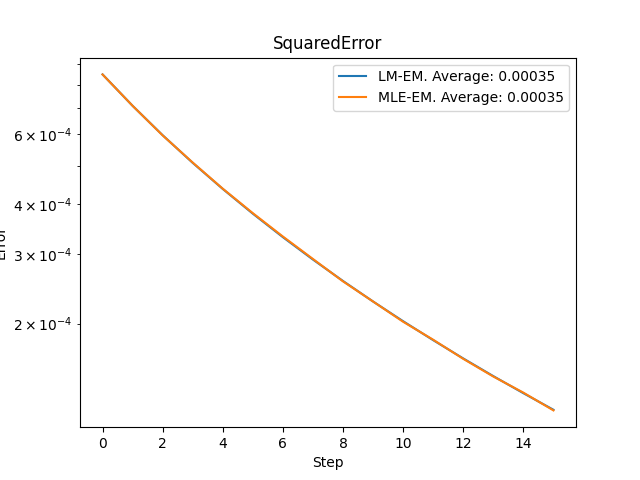 SquaredError
LM-EM. Average: 0.00035
MLE-EM. Average: 0.00035
6 × 10⁻⁴
4 × 10⁻⁴
3 × 10⁻⁴
2 × 10⁻⁴
Error
0 2 4 6 8 10 12 14
Step